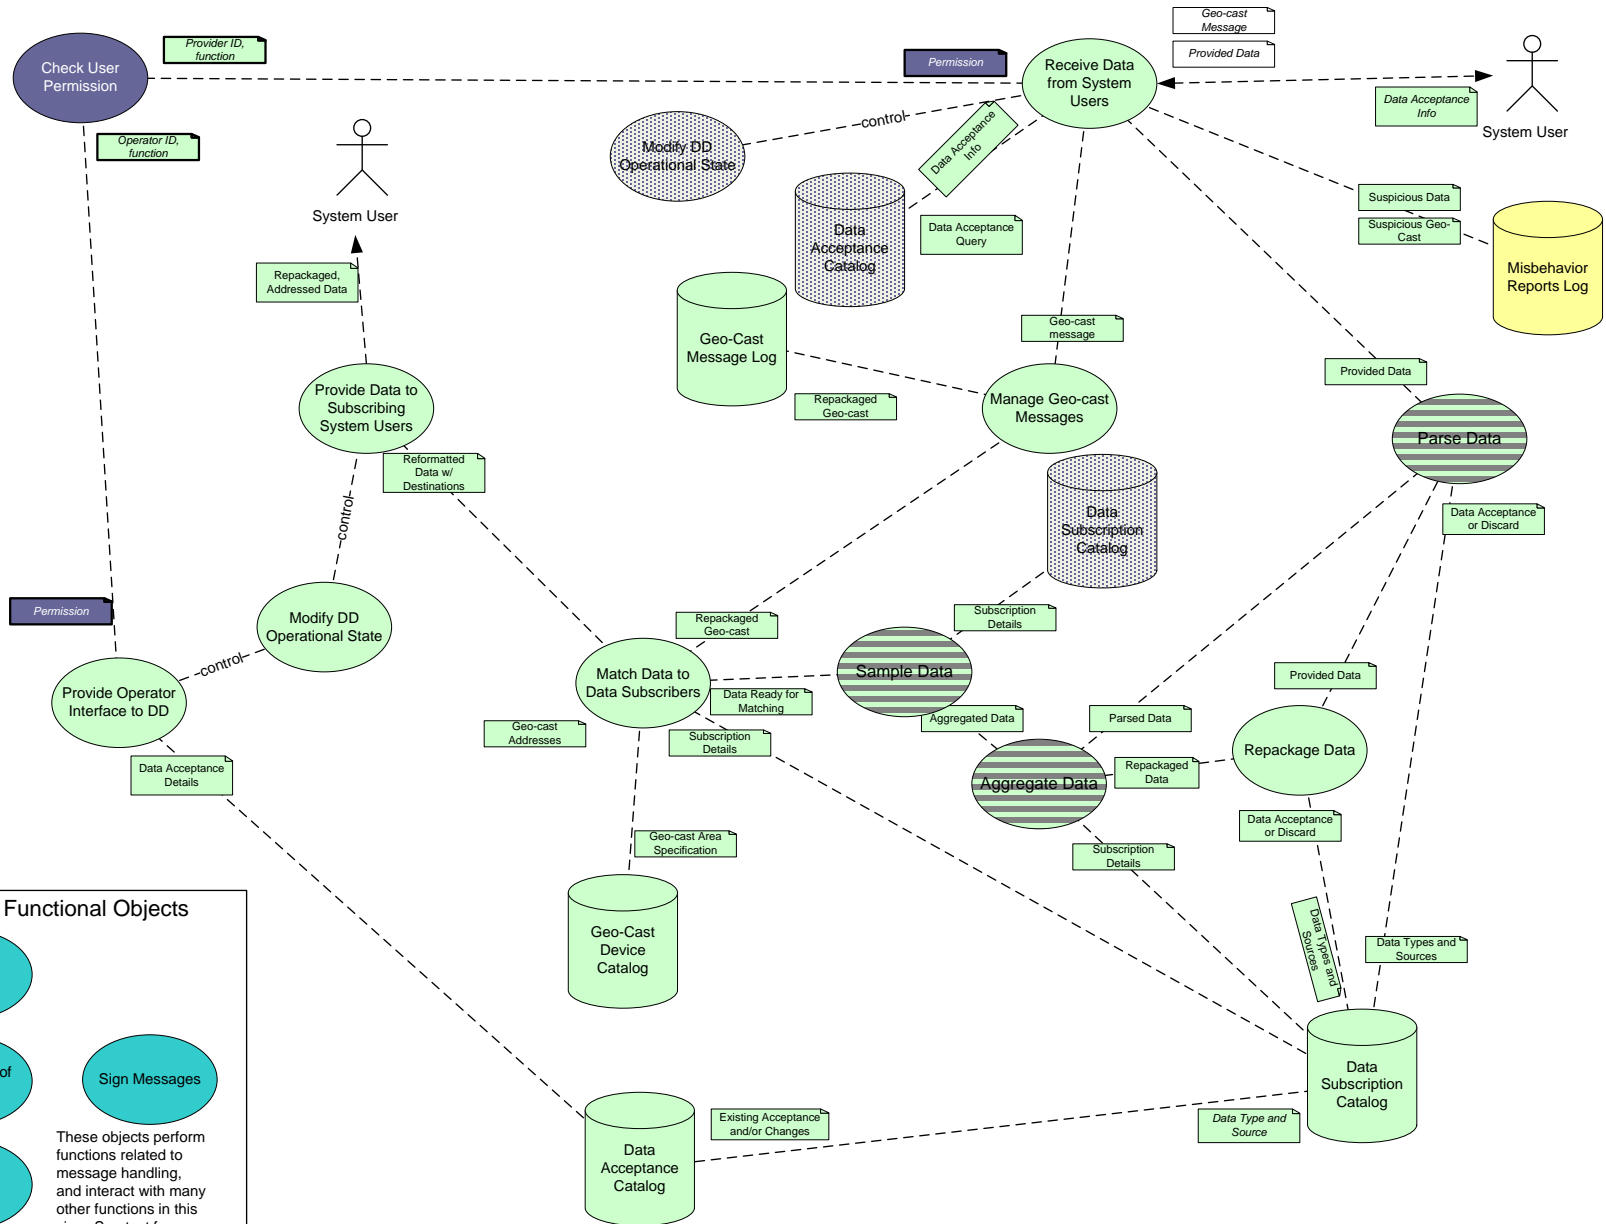 Geo-cast
Message
Provided Data
Provider ID,
function
Permission
Check User
Permission
Receive Data
from System
Users
Data Acceptance
Info
System User
Operator ID,
function
System User
control
Modify DD
Operational State
Data Acceptance
Info
Data
Acceptance
Catalog
Data Acceptance
Query
Suspicious Data
Suspicious Geo-
Cast
Misbehavior
Reports Log
Repackaged,
Addressed Data
Geo-Cast
Message Log
Geo-cast
message
Provided Data
Provide Data to
Subscribing
System Users
Repackaged
Geo-cast
Manage Geo-cast
Messages
Parse Data
Reformatted
Data w/
Destinations
control
Data
Subscription
Catalog
Data Acceptance
or Discard
Permission
Modify DD
Operational State
control
Repackaged
Geo-cast
Subscription
Details
Provide Operator
Interface to DD
Match Data to
Data Subscribers
Sample Data
Provided Data
Data Ready for
Matching
Geo-cast
Addresses
Subscription
Details
Aggregated Data
Parsed Data
Repackage Data
Data Acceptance
Details
Aggregate Data
Repackaged
Data
Geo-cast Area
Specification
Subscription
Details
Data Acceptance
or Discard
Functional Objects
Geo-Cast
Device
Catalog
Data Types and
Sources
Data Types and
Sources
of
Sign Messages
Data
Subscription
Catalog
Existing Acceptance
and/or Changes
Data Type and
Source
Data
Acceptance
Catalog
These objects perform
functions related to
message handling,
and interact with many
other functions in this